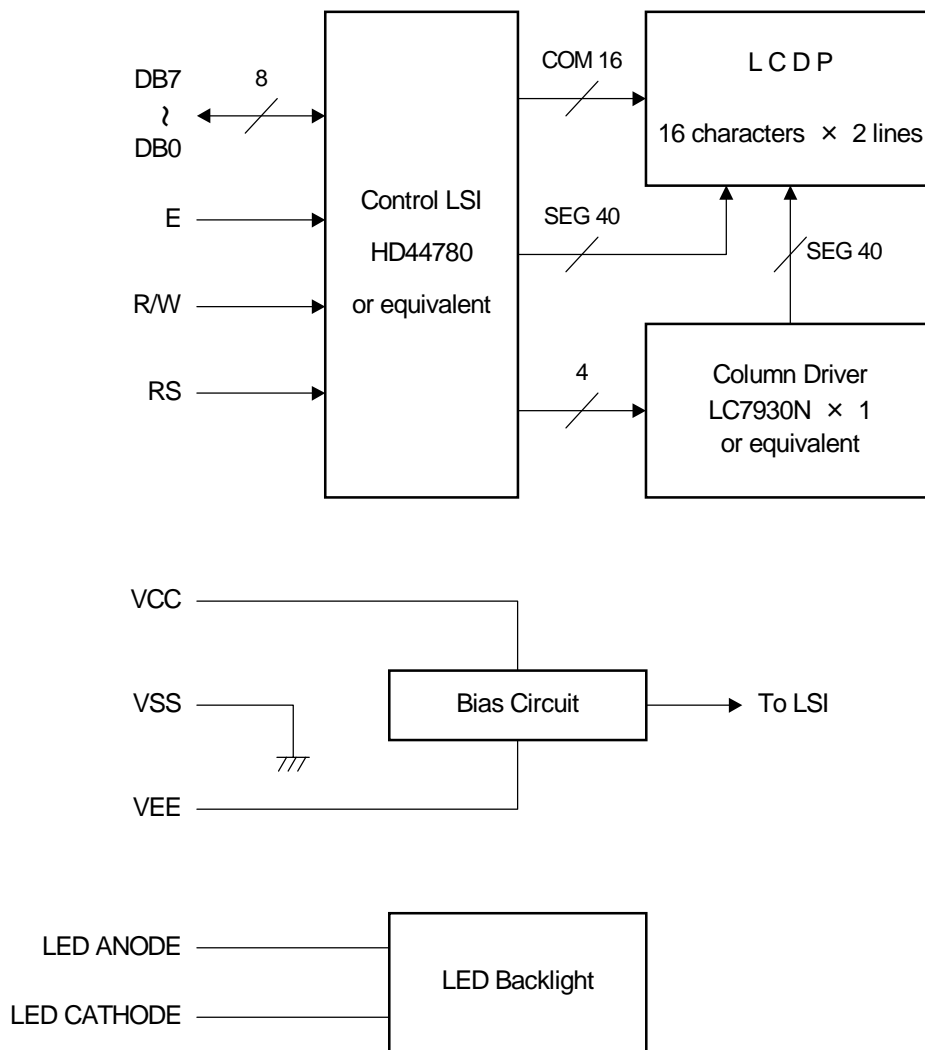 COM 16
L C D P
DB7
8
~
DB0
16 characters × 2 lines
Control LSI
HD44780
or equivalent
E
SEG 40
SEG 40
R/W
RS
4
Column Driver
LC7930N × 1
or equivalent
VCC
VSS
Bias Circuit
To LSI
VEE
LED ANODE
LED Backlight
LED CATHODE